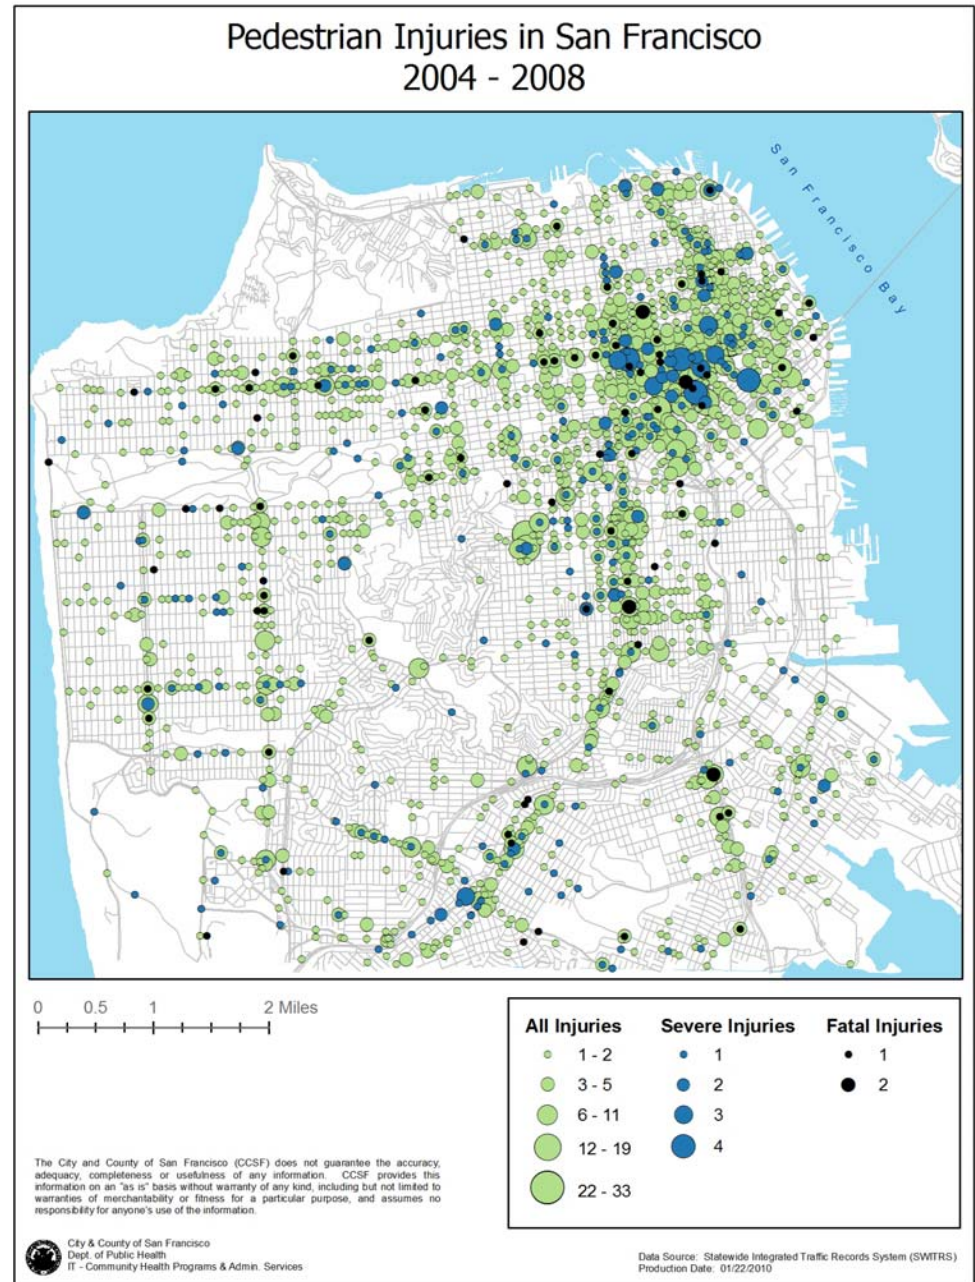 Pedestrian Injuries in San Francisco
2004 - 2008
San Francisco Bay
0 0.5 1 2 Miles
All Injuries
1 - 2
3 - 5
6 - 11
12 - 19
22 - 33
Severe Injuries
1
2
3
4
Fatal Injuries
1
2
The City and County of San Francisco (CCSF) does not guarantee the accuracy,
adequacy, completeness or usefulness of any information. CCSF provides this
information on an "as is" basis without warranty of any kind, including but not limited to
warranties of merchantability or fitness for a particular purpose, and assumes no
responsibility for anyone's use of the information.
City & County of San Francisco
Dept. of Public Health
IT - Community Health Programs & Admin. Services
Data Source: Statewide Integrated Traffic Records System (SWITRS)
Production Date: 01/22/2010